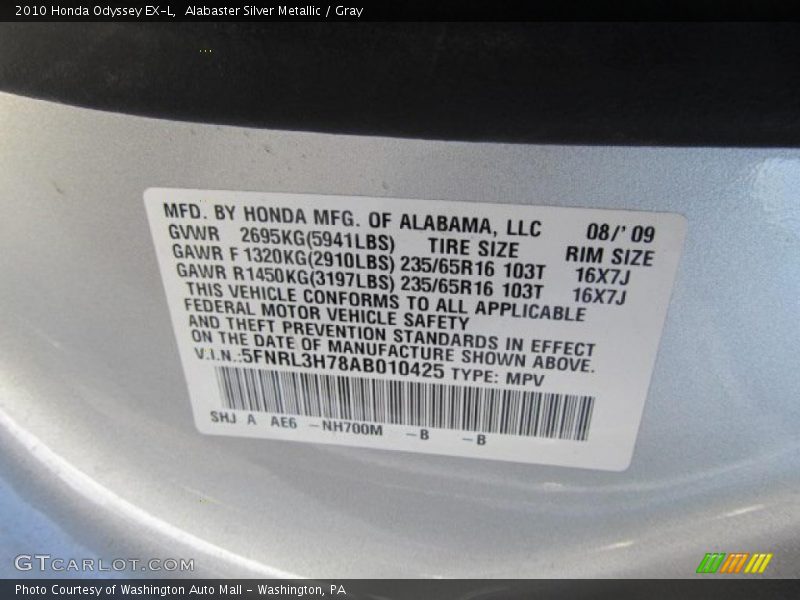 2010 Honda Odyssey EX-L,  Alabaster Silver Metallic / Gray
MFD. BY HONDA MFG. OF ALABAMA, LLC 08/'09
GVWR 2695KG(5941LBS) TIRE SIZE RIM SIZE
GAWR F 1320KG(2910LBS) 235/65R16 103T 16X7J
GAWR R1450KG(3197LBS) 235/65R16 103T 16X7J
THIS VEHICLE CONFORMS TO ALL APPLICABLE
FEDERAL MOTOR VEHICLE SAFETY
AND THEFT PREVENTION STANDARDS IN EFFECT
ON THE DATE OF MANUFACTURE SHOWN ABOVE.
V.I.N.:5FNRL3H78AB010425 TYPE: MPV
SHJ A AE6 -NH700M -B -B
GTCARLOT.COM
Photo Courtesy of Washington Auto Mall - Washington, PA